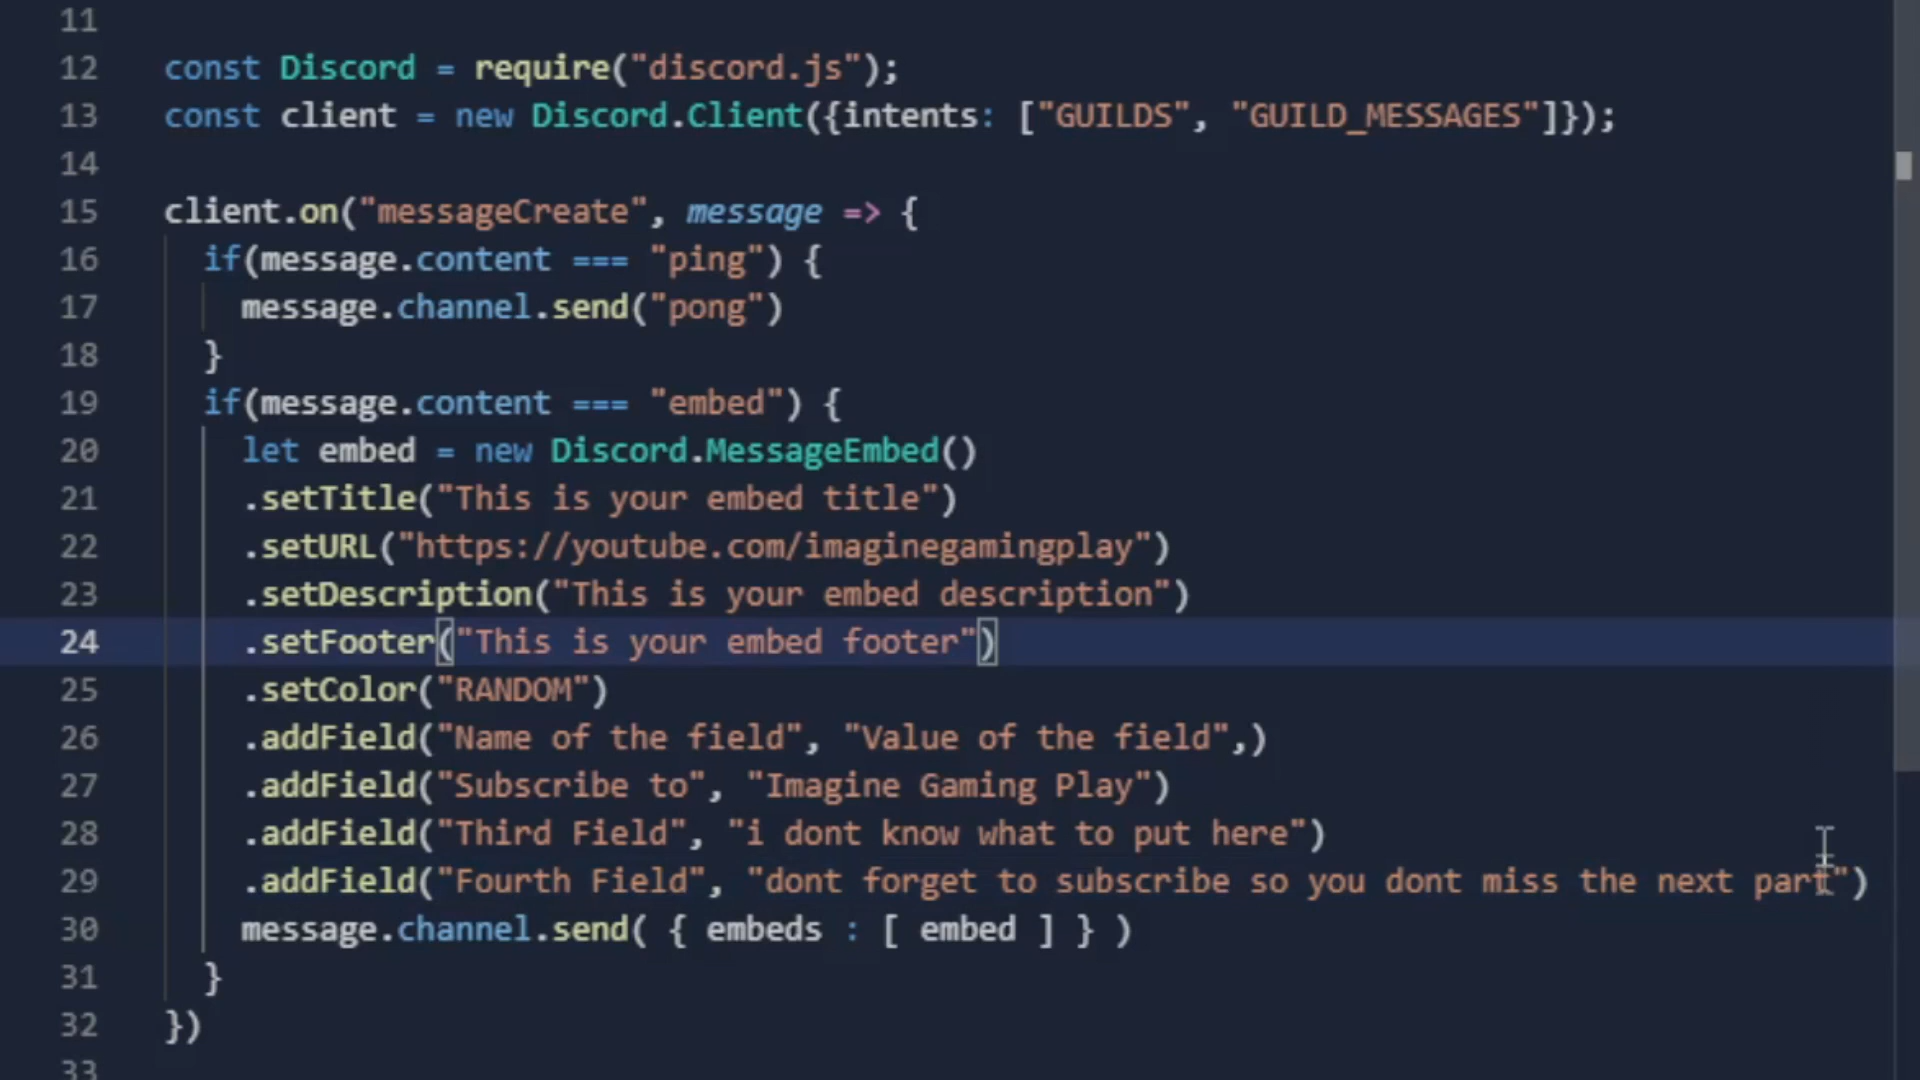 11
12 const Discord = require("discord.js");
13 const client = new Discord.Client({intents: ["GUILDS", "GUILD_MESSAGES"]});
14
15 client.on("messageCreate", message => {
16 if(message.content === "ping") {
17 message.channel.send("pong")
18 }
19 if(message.content === "embed") {
20 let embed = new Discord.MessageEmbed()
21 .setTitle("This is your embed title")
22 .setURL("https://youtube.com/imaginegamingplay")
23 .setDescription("This is your embed description")
24 .setFooter("This is your embed footer")
25 .setColor("RANDOM")
26 .addField("Name of the field", "Value of the field",)
27 .addField("Subscribe to", "Imagine Gaming Play")
28 .addField("Third Field", "i dont know what to put here")
29 .addField("Fourth Field", "dont forget to subscribe so you dont miss the next part")
30 message.channel.send( { embeds : [ embed ] } )
31 }
32 })
33